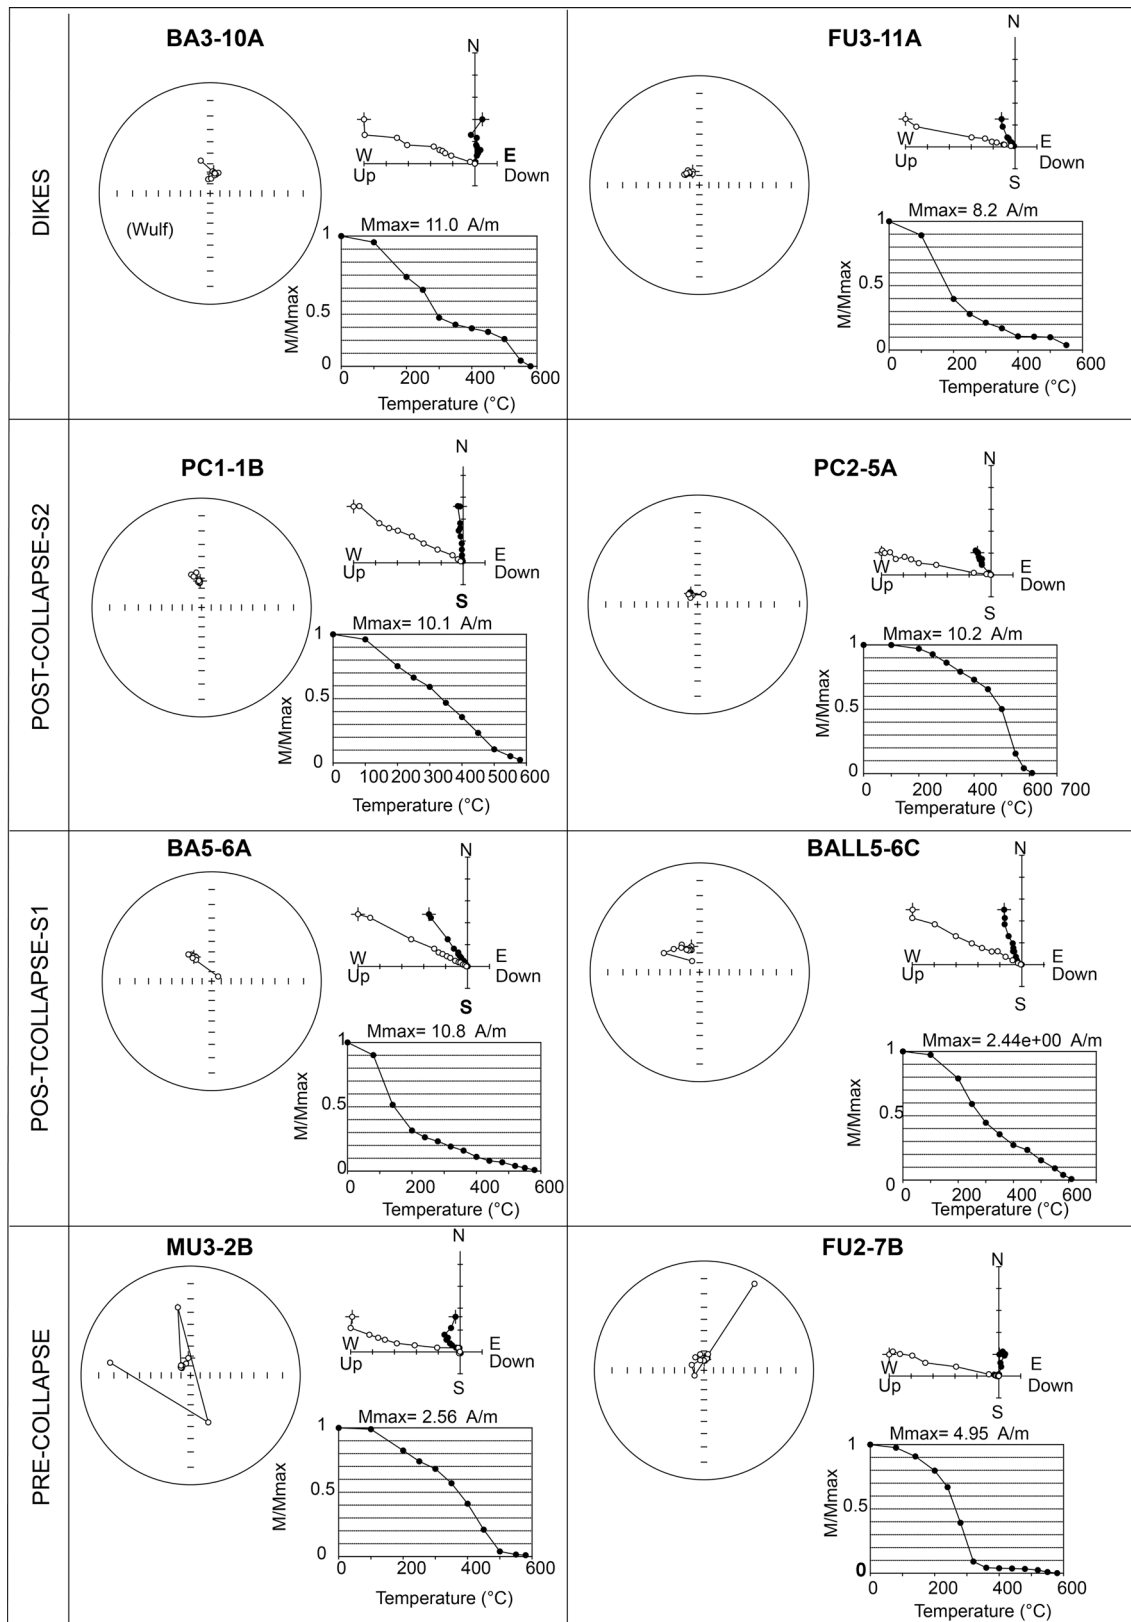 DIKES
BA3-10A
N
W
E
Up
Down
(Wulf)
Mmax= 11.0 A/m
1
0.5
0
M/Mmax
0 200 400 600
Temperature (°C)
FU3-11A
N
W
E
Up
Down
S
Mmax= 8.2 A/m
1
0.5
0
M/Mmax
0 200 400 600
Temperature (°C)
POST-COLLAPSE-S2
PC1-1B
N
W
E
Up
Down
S
Mmax= 10.1 A/m
1
0.5
0
M/Mmax
0 100 200 300 400 500 600
Temperature (°C)
PC2-5A
N
W
E
Up
Down
S
Mmax= 10.2 A/m
1
0.5
0
M/Mmax
0 200 400 600 700
Temperature (°C)
POS-TCOLLAPSE-S1
BA5-6A
N
W
E
Up
Down
S
Mmax= 10.8 A/m
1
0.5
0
M/Mmax
0 200 400 600
Temperature (°C)
BALL5-6C
N
W
E
Up
Down
S
Mmax= 2.44e+00 A/m
1
0.5
0
M/Mmax
0 200 400 600
Temperature (°C)
PRE-COLLAPSE
MU3-2B
N
W
E
Up
Down
S
Mmax= 2.56 A/m
1
0.5
0
M/Mmax
0 200 400 600
Temperature (°C)
FU2-7B
N
W
E
Up
Down
S
Mmax= 4.95 A/m
1
0.5
0
M/Mmax
0 200 400 600
Temperature (°C)